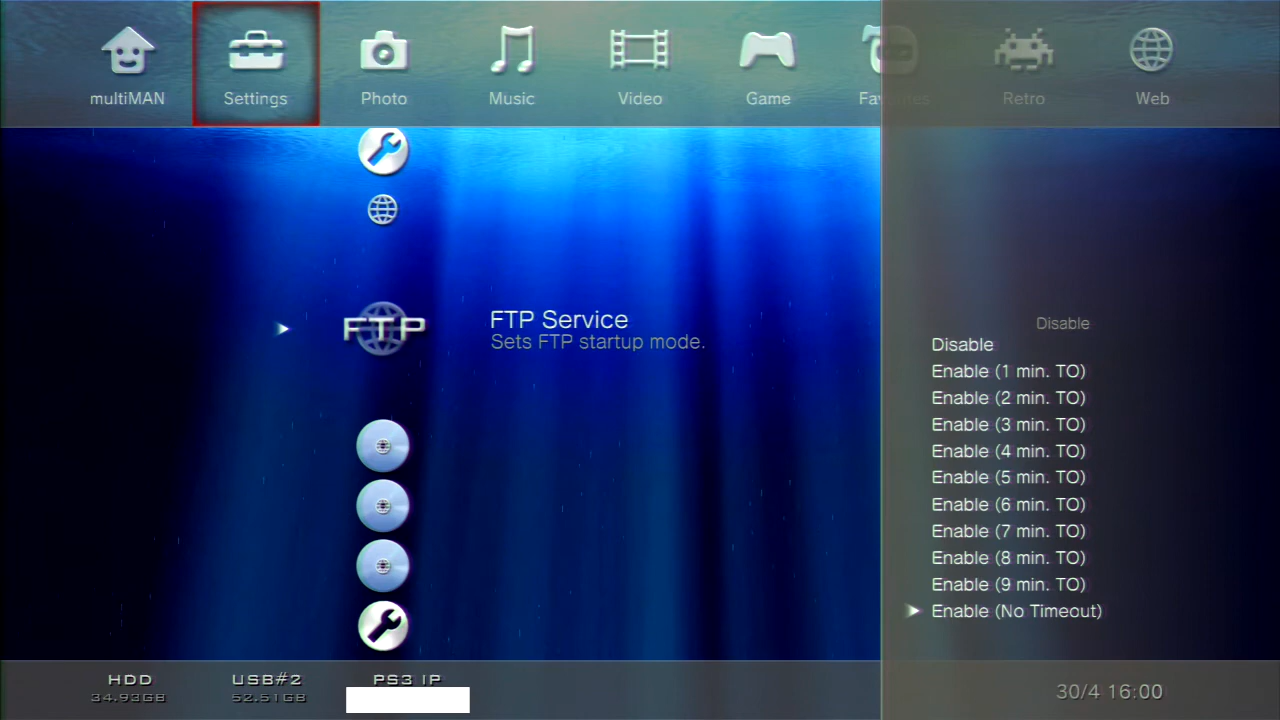 multiMAN
Settings
Photo
Music
Video
Game
Favorites
Retro
Web
FTP
FTP Service
Sets FTP startup mode.
Disable
Disable
Enable (1 min. TO)
Enable (2 min. TO)
Enable (3 min. TO)
Enable (4 min. TO)
Enable (5 min. TO)
Enable (6 min. TO)
Enable (7 min. TO)
Enable (8 min. TO)
Enable (9 min. TO)
Enable (No Timeout)
HDD
34.93GB
USB#2
52.51GB
PS3 IP
30/4 16:00